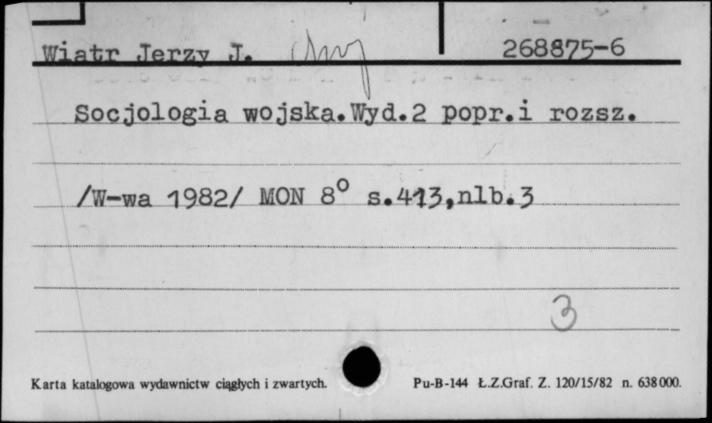 Wiatr Jerzy J. 268875-6
Socjologia wojska.Wyd.2 popr.i rozsz.
/W-wa 1982/ MON 8° s.413,nlb.3
3
Karta katalogowa wydawnictw ciągłych i zwartych. Pu-B-144 Ł.Z.Graf. Z. 120/15/82 n. 638000.